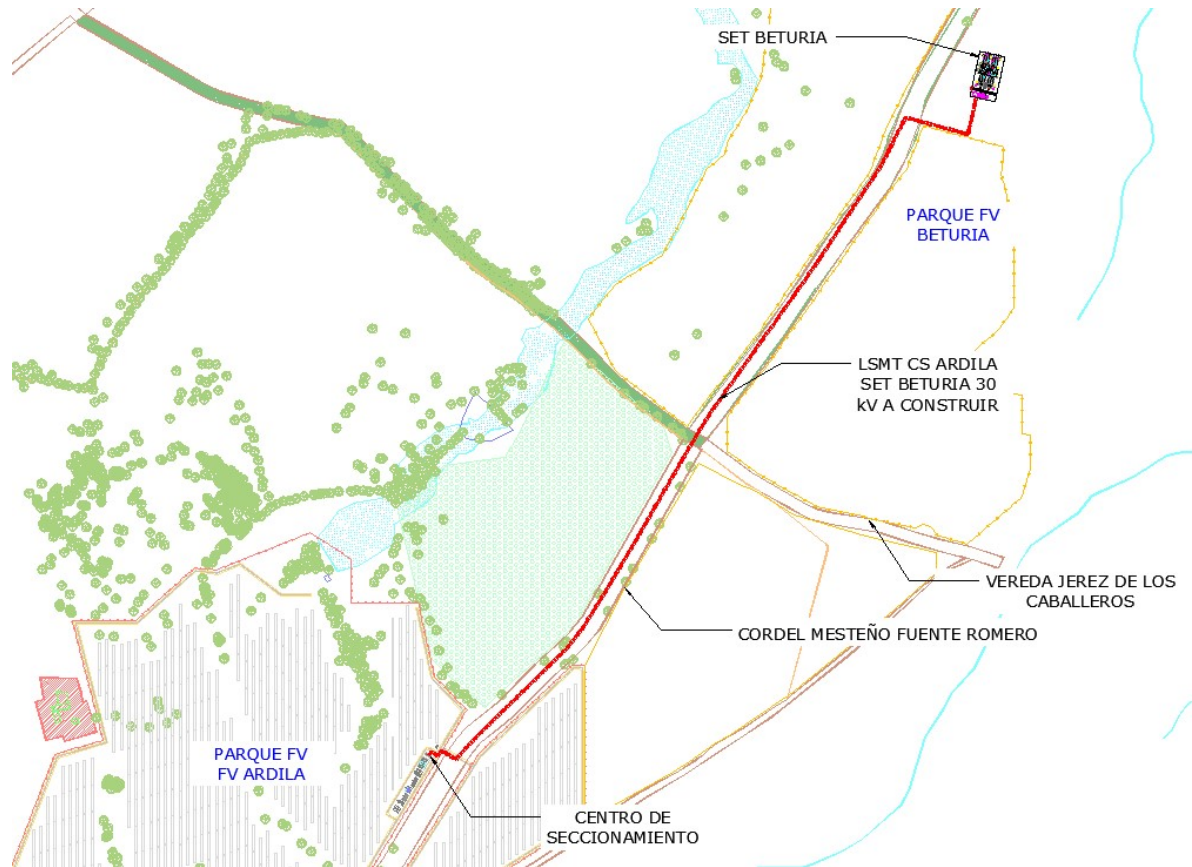 SET BETURIA
PARQUE FV
BETURIA
LSMT CS ARDILA
SET BETURIA 30
kV A CONSTRUIR
VEREDA JEREZ DE LOS
CABALLEROS
CORDEL MESTEÑO FUENTE ROMERO
PARQUE FV
FV ARDILA
CENTRO DE
SECCIONAMIENTO